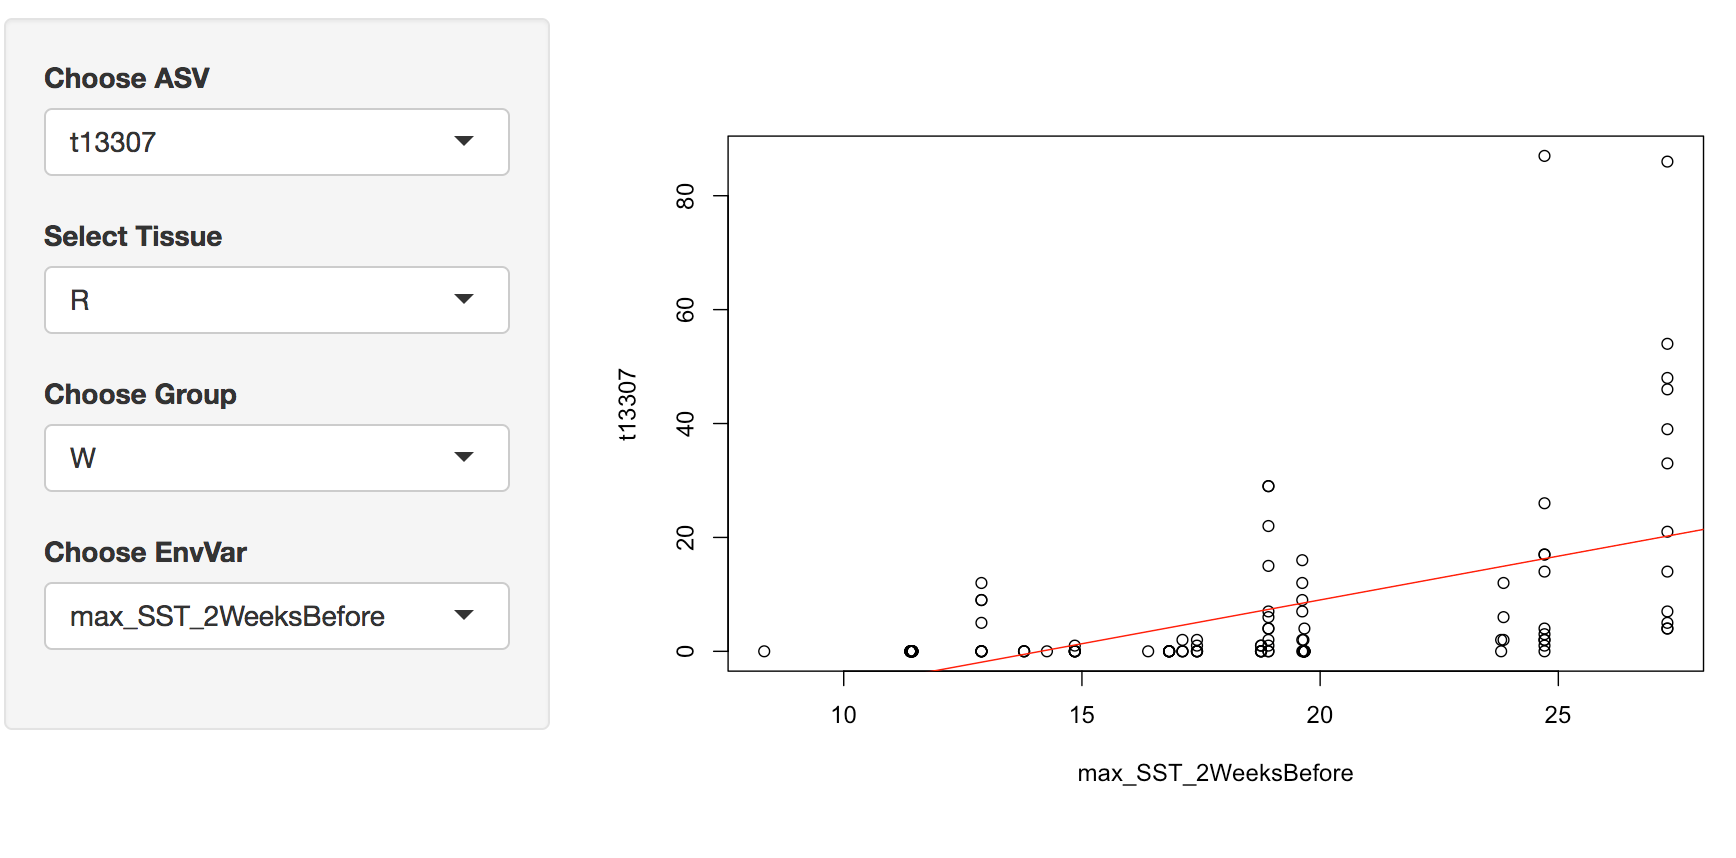 Choose ASV
t13307
Select Tissue
R
Choose Group
W
Choose EnvVar
max_SST_2WeeksBefore
80
60
40
20
0
t13307
10 15 20 25
max_SST_2WeeksBefore